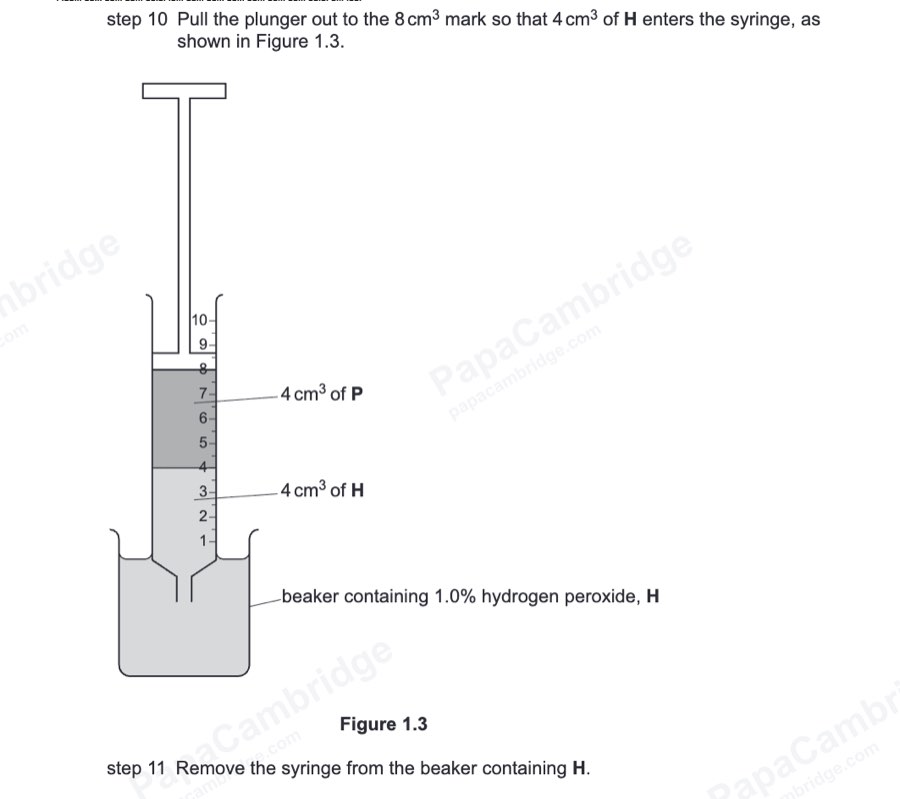 step 10 Pull the plunger out to the 8 cm³ mark so that 4 cm³ of H enters the syringe, as
shown in Figure 1.3.
10
9
8
7
6
5
4
3
2
1
4 cm³ of P
4 cm³ of H
beaker containing 1.0% hydrogen peroxide, H
Figure 1.3
step 11 Remove the syringe from the beaker containing H.
PapaCambridge
papacambridge.com
PapaCambridge